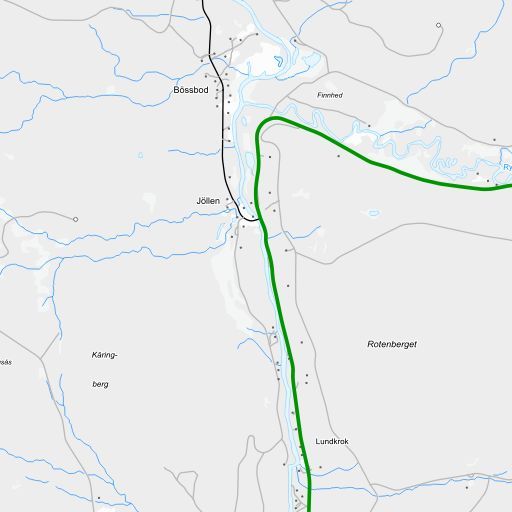 Bössbod
Finnhed
Jöllen
Rotenberget
Käring-
berg
Lundkrok